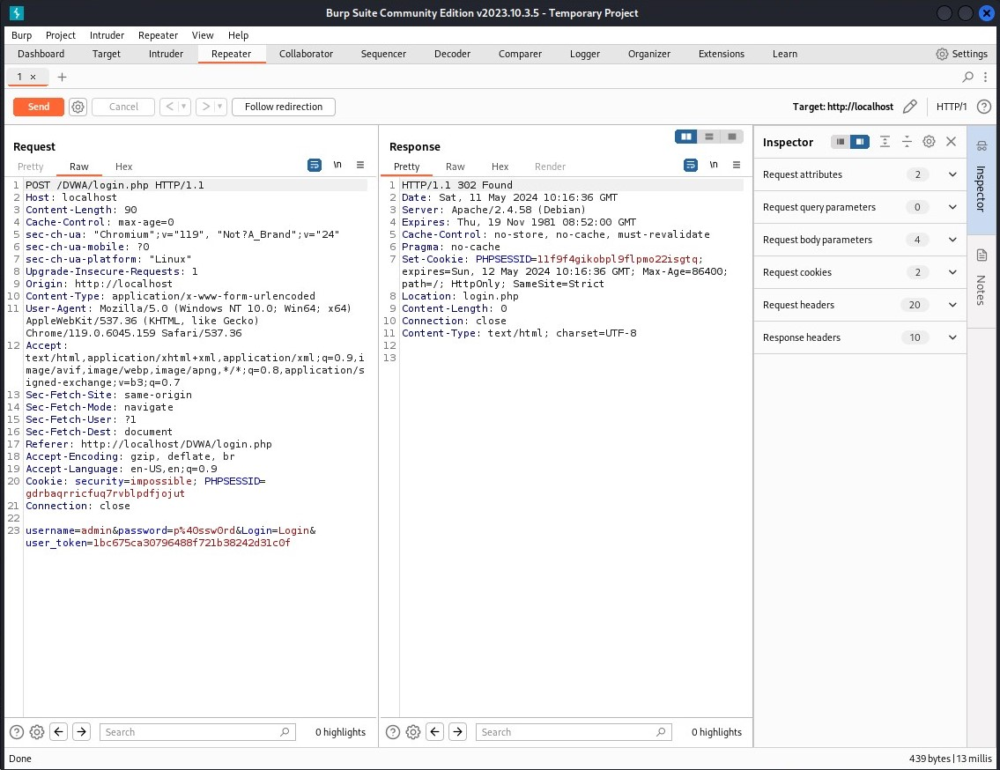 Burp Suite Community Edition v2023.10.3.5 - Temporary Project
Burp Project Intruder Repeater View Help
Dashboard Target Intruder Repeater Collaborator Sequencer Decoder Comparer Logger Organizer Extensions Learn Settings
1 × +
Send Cancel < > Follow redirection Target: http://localhost HTTP/1 ?
Request
Pretty Raw Hex \n
1 POST /DVWA/login.php HTTP/1.1
2 Host: localhost
3 Content-Length: 90
4 Cache-Control: max-age=0
5 sec-ch-ua: "Chromium";v="119", "Not?A_Brand";v="24"
6 sec-ch-ua-mobile: ?0
7 sec-ch-ua-platform: "Linux"
8 Upgrade-Insecure-Requests: 1
9 Origin: http://localhost
10 Content-Type: application/x-www-form-urlencoded
11 User-Agent: Mozilla/5.0 (Windows NT 10.0; Win64; x64)
AppleWebKit/537.36 (KHTML, like Gecko)
Chrome/119.0.6045.159 Safari/537.36
12 Accept:
text/html,application/xhtml+xml,application/xml;q=0.9,i
mage/avif,image/webp,image/apng,*/*;q=0.8,application/s
igned-exchange;v=b3;q=0.7
13 Sec-Fetch-Site: same-origin
14 Sec-Fetch-Mode: navigate
15 Sec-Fetch-User: ?1
16 Sec-Fetch-Dest: document
17 Referer: http://localhost/DVWA/login.php
18 Accept-Encoding: gzip, deflate, br
19 Accept-Language: en-US,en;q=0.9
20 Cookie: security=impossible; PHPSESSID=
gdrbaqrricfuq7rvblpdfjojut
21 Connection: close
22
23 username=admin&password=p%40ssw0rd&Login=Login&
user_token=1bc675ca30796488f721b38242d31c0f
? Search 0 highlights
Response
Pretty Raw Hex Render \n
1 HTTP/1.1 302 Found
2 Date: Sat, 11 May 2024 10:16:36 GMT
3 Server: Apache/2.4.58 (Debian)
4 Expires: Thu, 19 Nov 1981 08:52:00 GMT
5 Cache-Control: no-store, no-cache, must-revalidate
6 Pragma: no-cache
7 Set-Cookie: PHPSESSID=11f9f4gikobpl9flpmo22isgtq;
expires=Sun, 12 May 2024 10:16:36 GMT; Max-Age=86400;
path=/; HttpOnly; SameSite=Strict
8 Location: login.php
9 Content-Length: 0
10 Connection: close
11 Content-Type: text/html; charset=UTF-8
12
13
? Search 0 highlights
Inspector
Request attributes 2
Request query parameters 0
Request body parameters 4
Request cookies 2
Request headers 20
Response headers 10
Inspector
Notes
Done
439 bytes | 13 millis